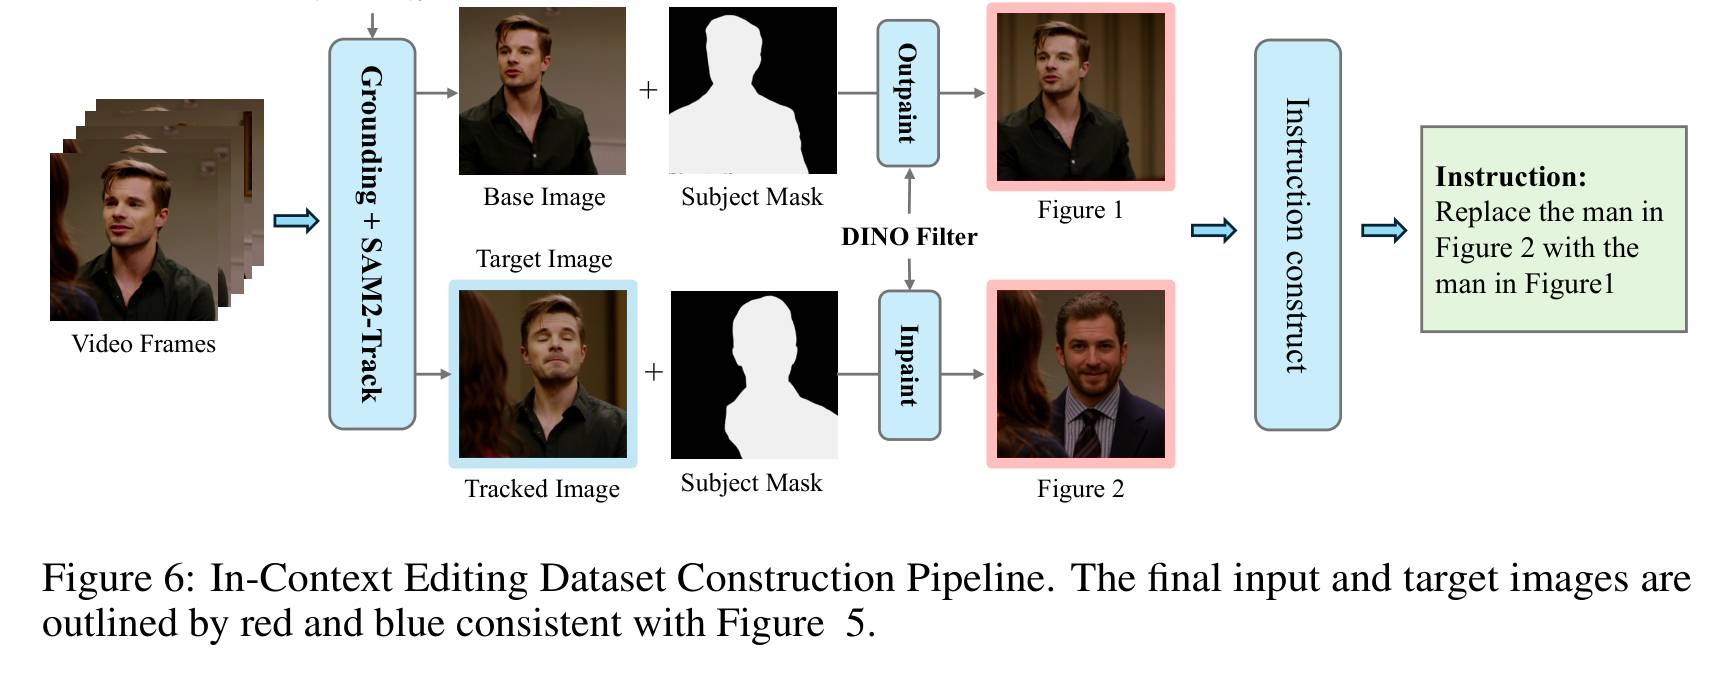 Grounding + SAM2-Track
Base Image
+
Subject Mask
Outpaint
Figure 1
Video Frames
Target Image
Tracked Image
+
Subject Mask
DINO Filter
Inpaint
Figure 2
Instruction construct
Instruction:
Replace the man in
Figure 2 with the
man in Figure1
Figure 6: In-Context Editing Dataset Construction Pipeline. The final input and target images are
outlined by red and blue consistent with Figure 5.